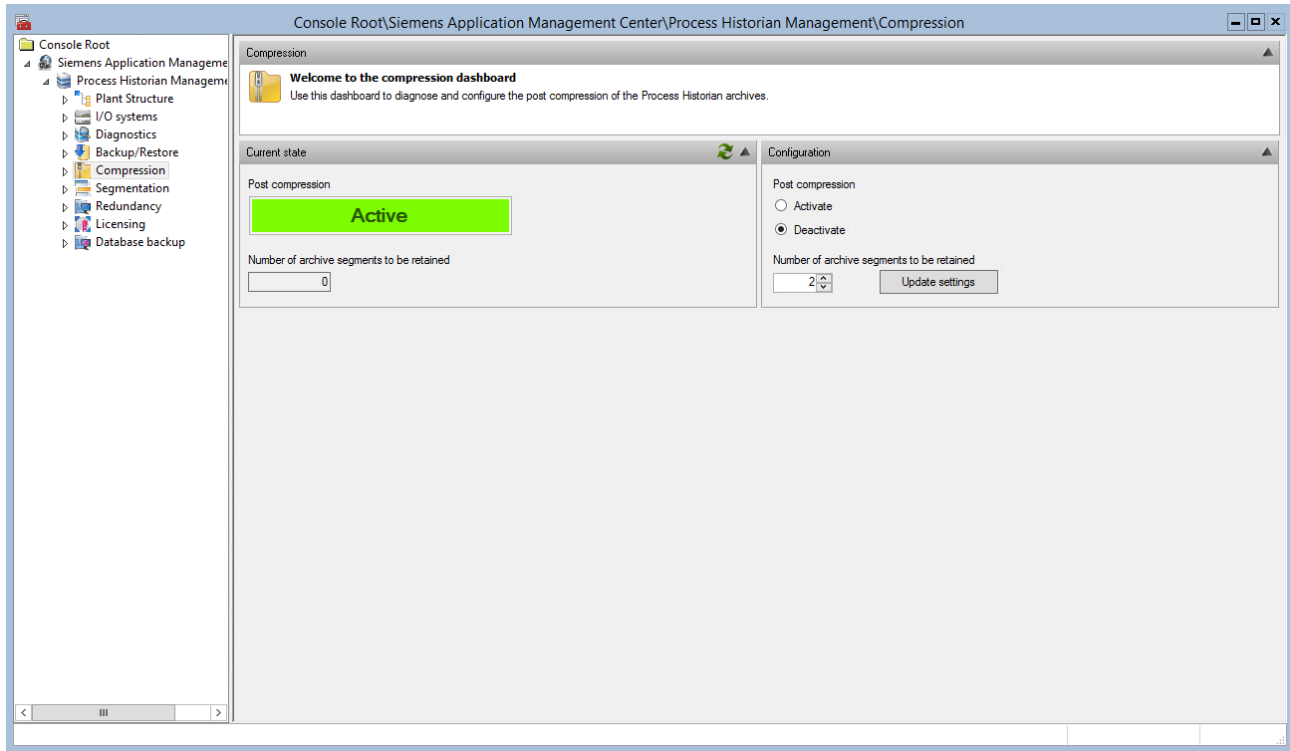 Console Root\Siemens Application Management Center\Process Historian Management\Compression
Console Root
Siemens Application Manageme
Process Historian Manageme
Plant Structure
I/O systems
Diagnostics
Backup/Restore
Compression
Segmentation
Redundancy
Licensing
Database backup
Compression
Welcome to the compression dashboard
Use this dashboard to diagnose and configure the post compression of the Process Historian archives.
Current state
Post compression
Active
Number of archive segments to be retained
0
Configuration
Post compression
Activate
Deactivate
Number of archive segments to be retained
2 Update settings